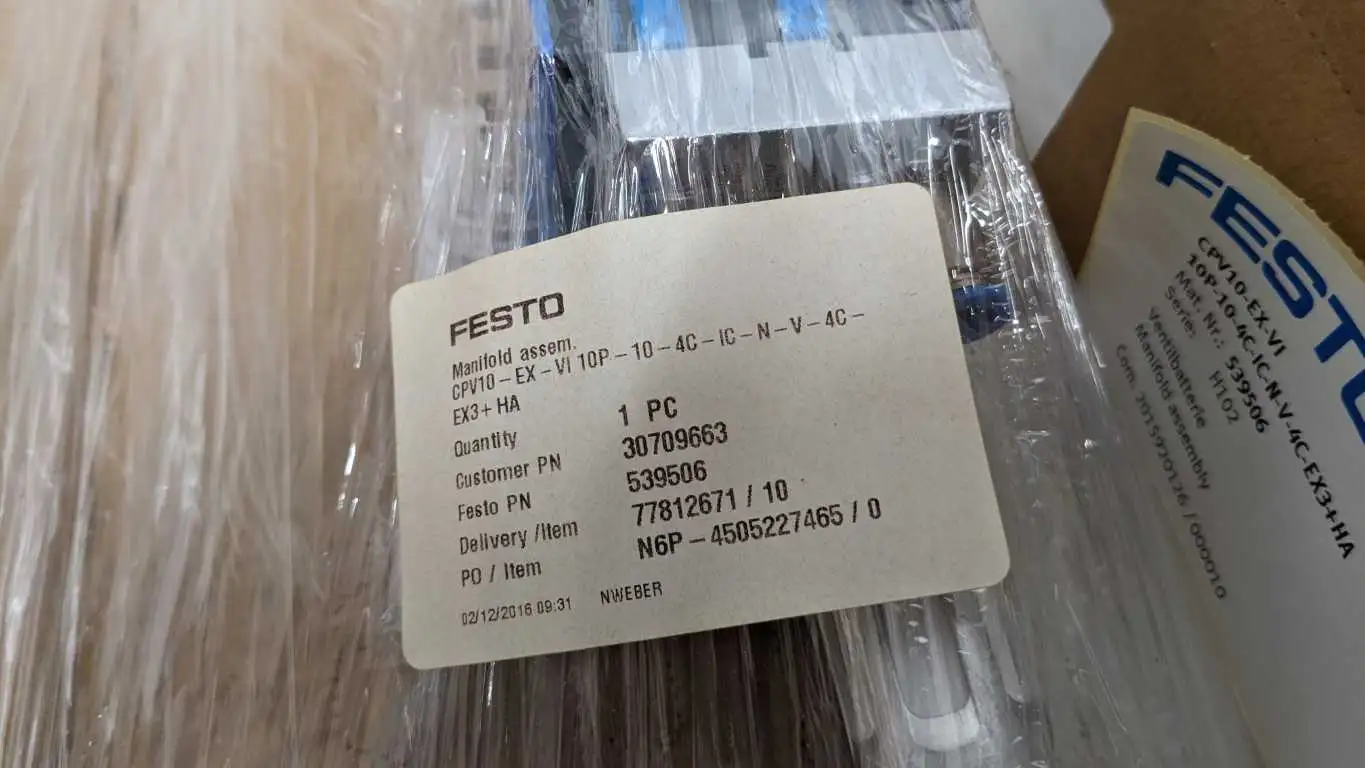 FESTO
Manifold assem.
CPV10-EX-VI 10P-10-4C-IC-N-V-4C-
EX3+HA
Quantity 1 PC
Customer PN 30709663
Festo PN 539506
Delivery /Item 77812671 / 10
PO / Item N6P-4505227465 / 0
02/12/2016 09:31 NWEBER
FESTO
CPV10-EX-VI
10P-10-4C-IC-N-V-4C-EX3+HA
Mat. Nr.: 539506
Serie: H102
Ventilbatterie
Manifold assembly
Com. 2015920126 / 000010